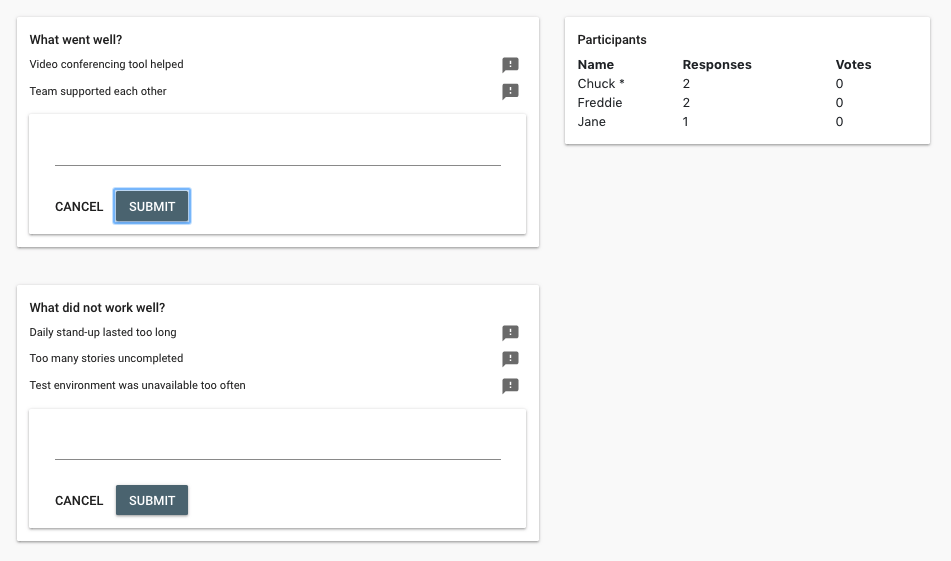 What went well?
Video conferencing tool helped
Team supported each other
CANCEL SUBMIT
What did not work well?
Daily stand-up lasted too long
Too many stories uncompleted
Test environment was unavailable too often
CANCEL SUBMIT
Participants
Name Responses Votes
Chuck * 2 0
Freddie 2 0
Jane 1 0